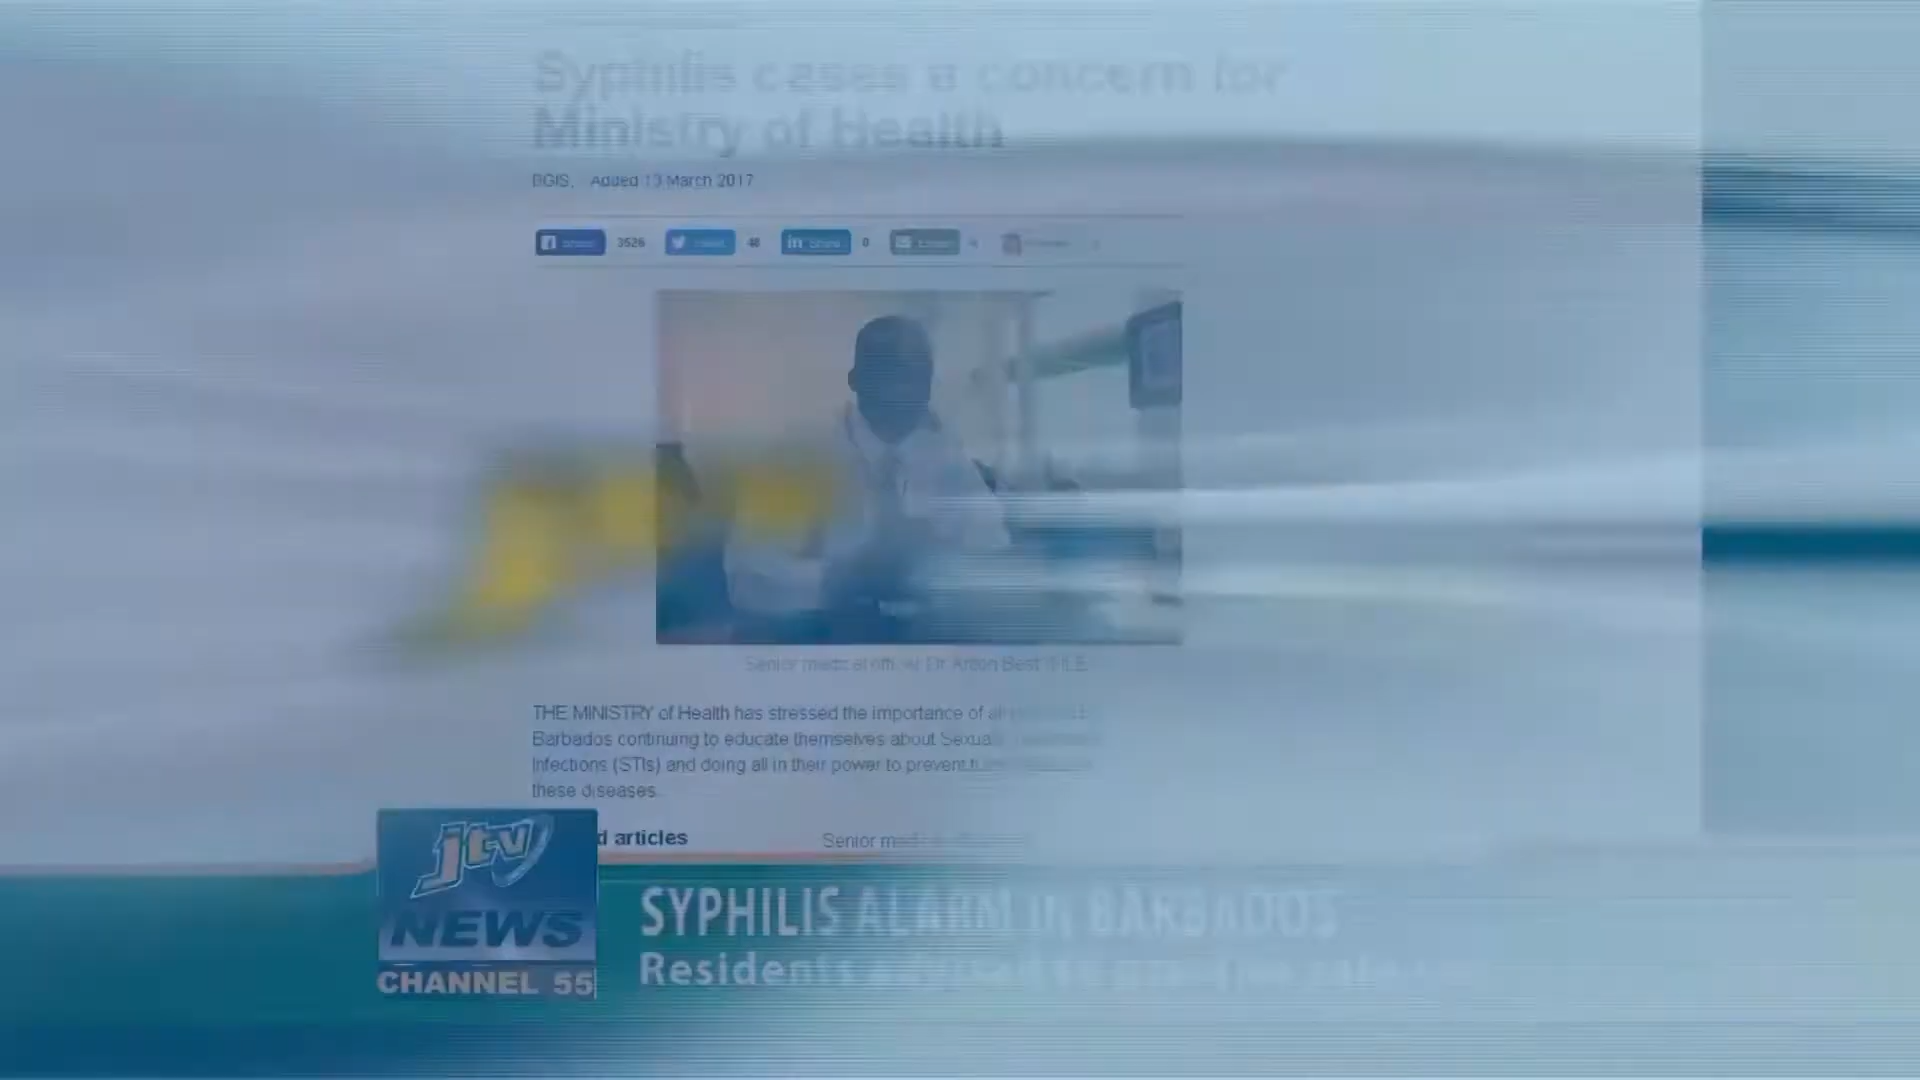 Syphilis cases a concern for
Ministry of Health
BGIS, Added 13 March 2017
Share 3526 Tweet 48 Share 0
Senior medical officer Dr Anton Best (FILE)
THE MINISTRY of Health has stressed the importance of
Barbados continuing to educate themselves about Sexually
Infections (STIs) and doing all in their power to prevent
these diseases.
d articles
Senior med
jtv
NEWS
CHANNEL 55
SYPHILIS ALARM IN BARBADOS
Residents